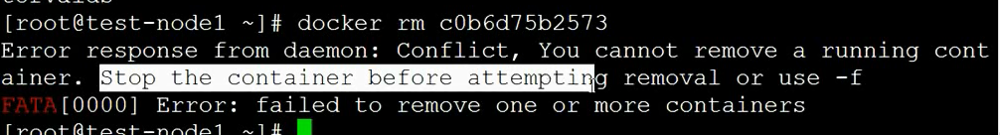 [root@test-node1 ~]# docker rm c0b6d75b2573
Error response from daemon: Conflict, You cannot remove a running cont
ainer. Stop the container before attempting removal or use -f
FATA[0000] Error: failed to remove one or more containers
[root@test-node1 ~]#